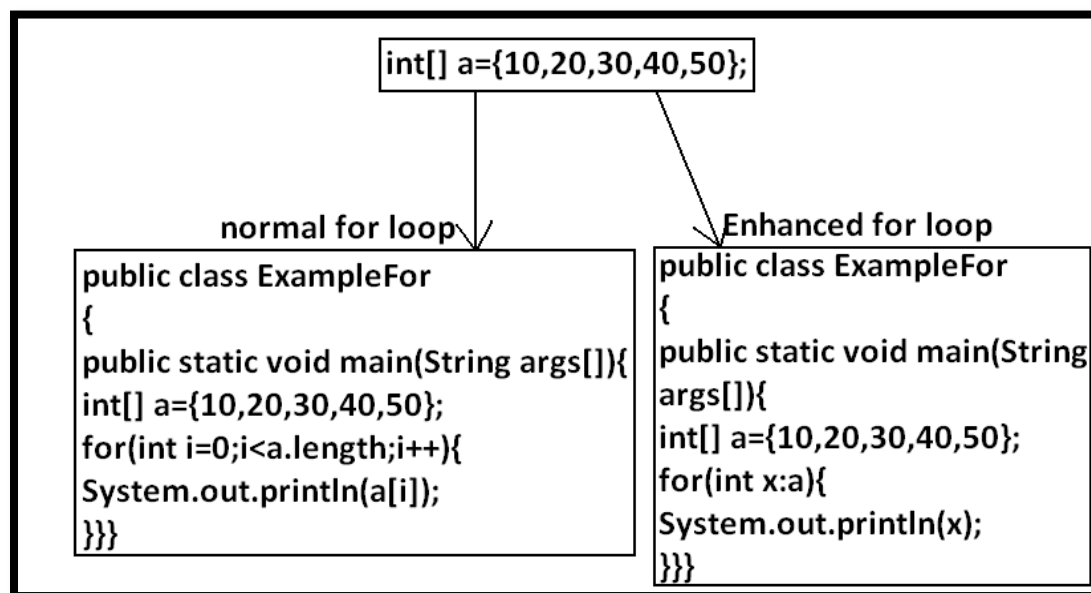 int[] a={10,20,30,40,50};
normal for loop
public class ExampleFor
{
public static void main(String args[]){
int[] a={10,20,30,40,50};
for(int i=0;i<a.length;i++){
System.out.println(a[i]);
}}}
Enhanced for loop
public class ExampleFor
{
public static void main(String
args[]){
int[] a={10,20,30,40,50};
for(int x:a){
System.out.println(x);
}}}